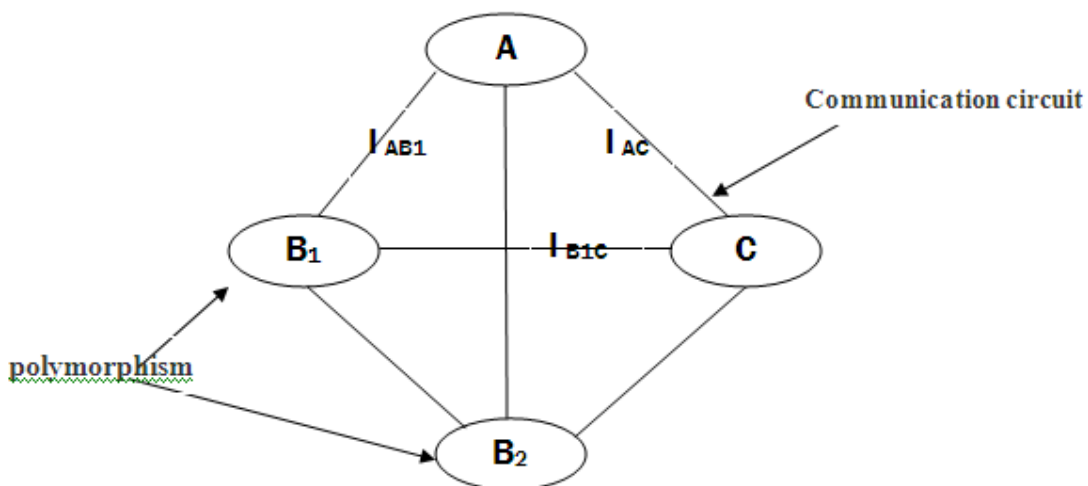 A
Communication circuit
I AB1
I AC
B₁
I B1C
C
polymorphism
B₂